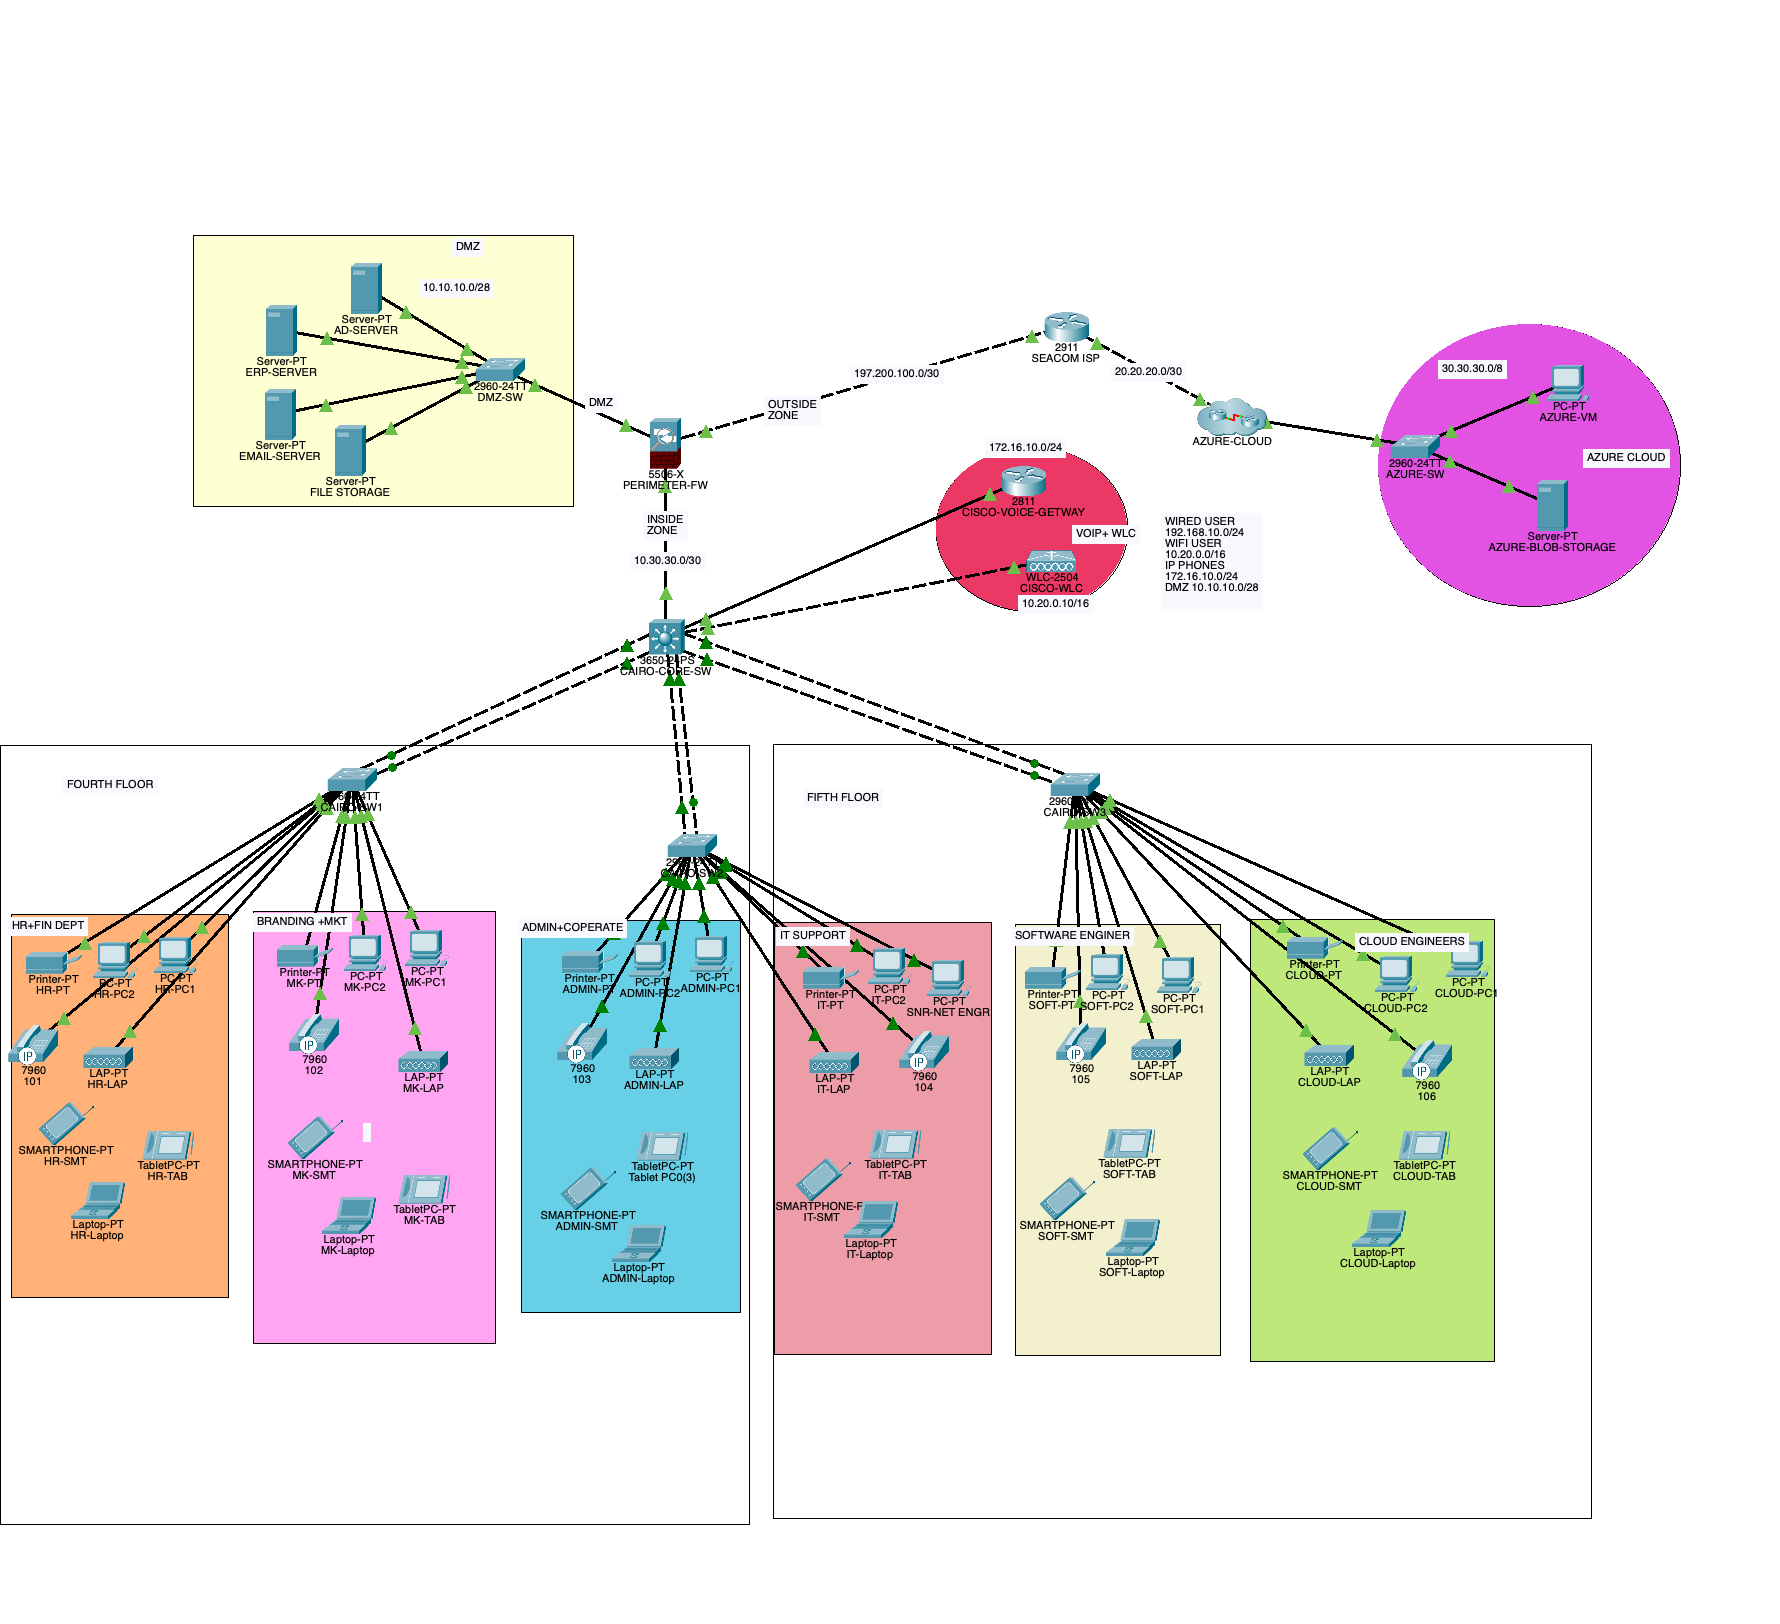 DMZ
10.10.10.0/28
Server-PT
AD-SERVER
Server-PT
ERP-SERVER
Server-PT
EMAIL-SERVER
Server-PT
FILE STORAGE
2960-24TT
DMZ-SW
DMZ
5506-X
PERIMETER-FW
OUTSIDE
ZONE
197.200.100.0/30
2911
SEACOM ISP
20.20.20.0/30
AZURE-CLOUD
30.30.30.0/8
PC-PT
AZURE-VM
2960-24TT
AZURE-SW
AZURE CLOUD
Server-PT
AZURE-BLOB-STORAGE
INSIDE
ZONE
10.30.30.0/30
172.16.10.0/24
2811
CISCO-VOICE-GETWAY
VOIP+ WLC
WLC-2504
CISCO-WLC
10.20.0.10/16
WIRED USER
192.168.10.0/24
WIFI USER
10.20.0.0/16
IP PHONES
172.16.10.0/24
DMZ 10.10.10.0/28
3650-24PS
CAIRO-CORE-SW
FOURTH FLOOR
CAIRO-SW1
CAIRO-SW2
FIFTH FLOOR
CAIRO-SW3
HR+FIN DEPT
Printer-PT
HR-PT
PC-PT
HR-PC2
PC-PT
HR-PC1
IP
7960
101
LAP-PT
HR-LAP
SMARTPHONE-PT
HR-SMT
TabletPC-PT
HR-TAB
Laptop-PT
HR-Laptop
BRANDING +MKT
Printer-PT
MK-PT
PC-PT
MK-PC2
PC-PT
MK-PC1
IP
7960
102
LAP-PT
MK-LAP
SMARTPHONE-PT
MK-SMT
TabletPC-PT
MK-TAB
Laptop-PT
MK-Laptop
ADMIN+COPERATE
Printer-PT
ADMIN-PT
PC-PT
ADMIN-PC2
PC-PT
ADMIN-PC1
IP
7960
103
LAP-PT
ADMIN-LAP
TabletPC-PT
Tablet PC0(3)
SMARTPHONE-PT
ADMIN-SMT
Laptop-PT
ADMIN-Laptop
IT SUPPORT
Printer-PT
IT-PT
PC-PT
IT-PC2
PC-PT
SNR-NET ENGR
LAP-PT
IT-LAP
IP
7960
104
TabletPC-PT
IT-TAB
SMARTPHONE-P
IT-SMT
Laptop-PT
IT-Laptop
SOFTWARE ENGINER
Printer-PT
SOFT-PT
PC-PT
SOFT-PC2
PC-PT
SOFT-PC1
IP
7960
105
LAP-PT
SOFT-LAP
TabletPC-PT
SOFT-TAB
SMARTPHONE-PT
SOFT-SMT
Laptop-PT
SOFT-Laptop
CLOUD ENGINEERS
Printer-PT
CLOUD-PT
PC-PT
CLOUD-PC2
PC-PT
CLOUD-PC1
LAP-PT
CLOUD-LAP
IP
7960
106
SMARTPHONE-PT
CLOUD-SMT
TabletPC-PT
CLOUD-TAB
Laptop-PT
CLOUD-Laptop